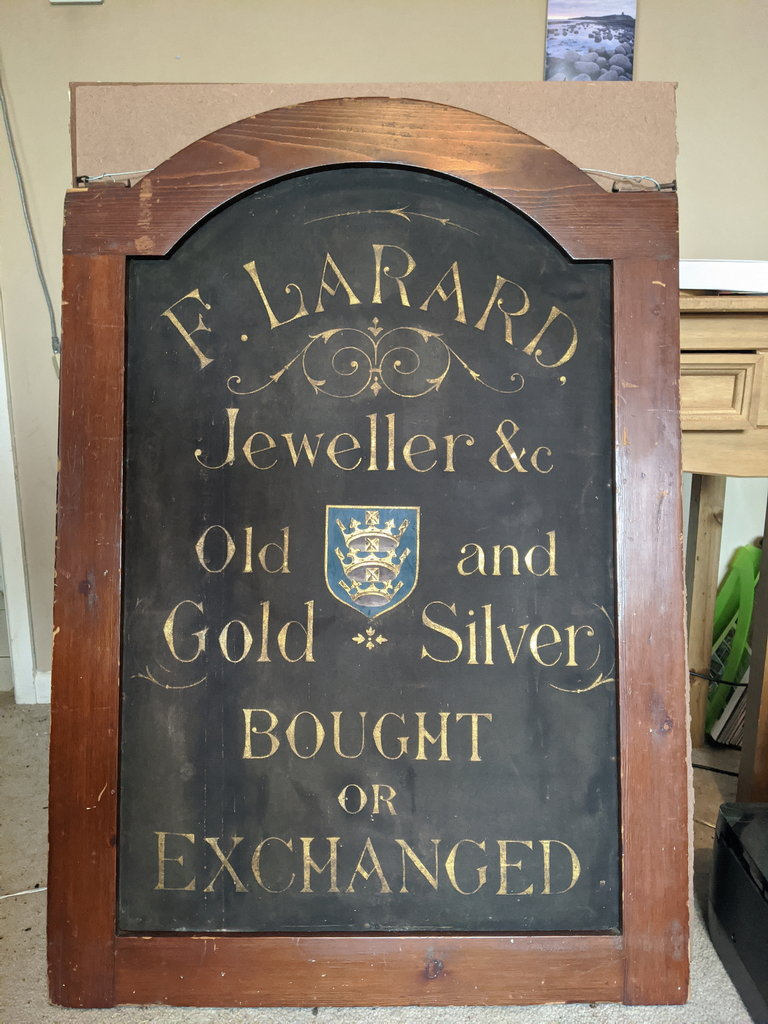 F. LARARD,
Jeweller &c
Old and
Gold Silver
BOUGHT
OR
EXCHANGED